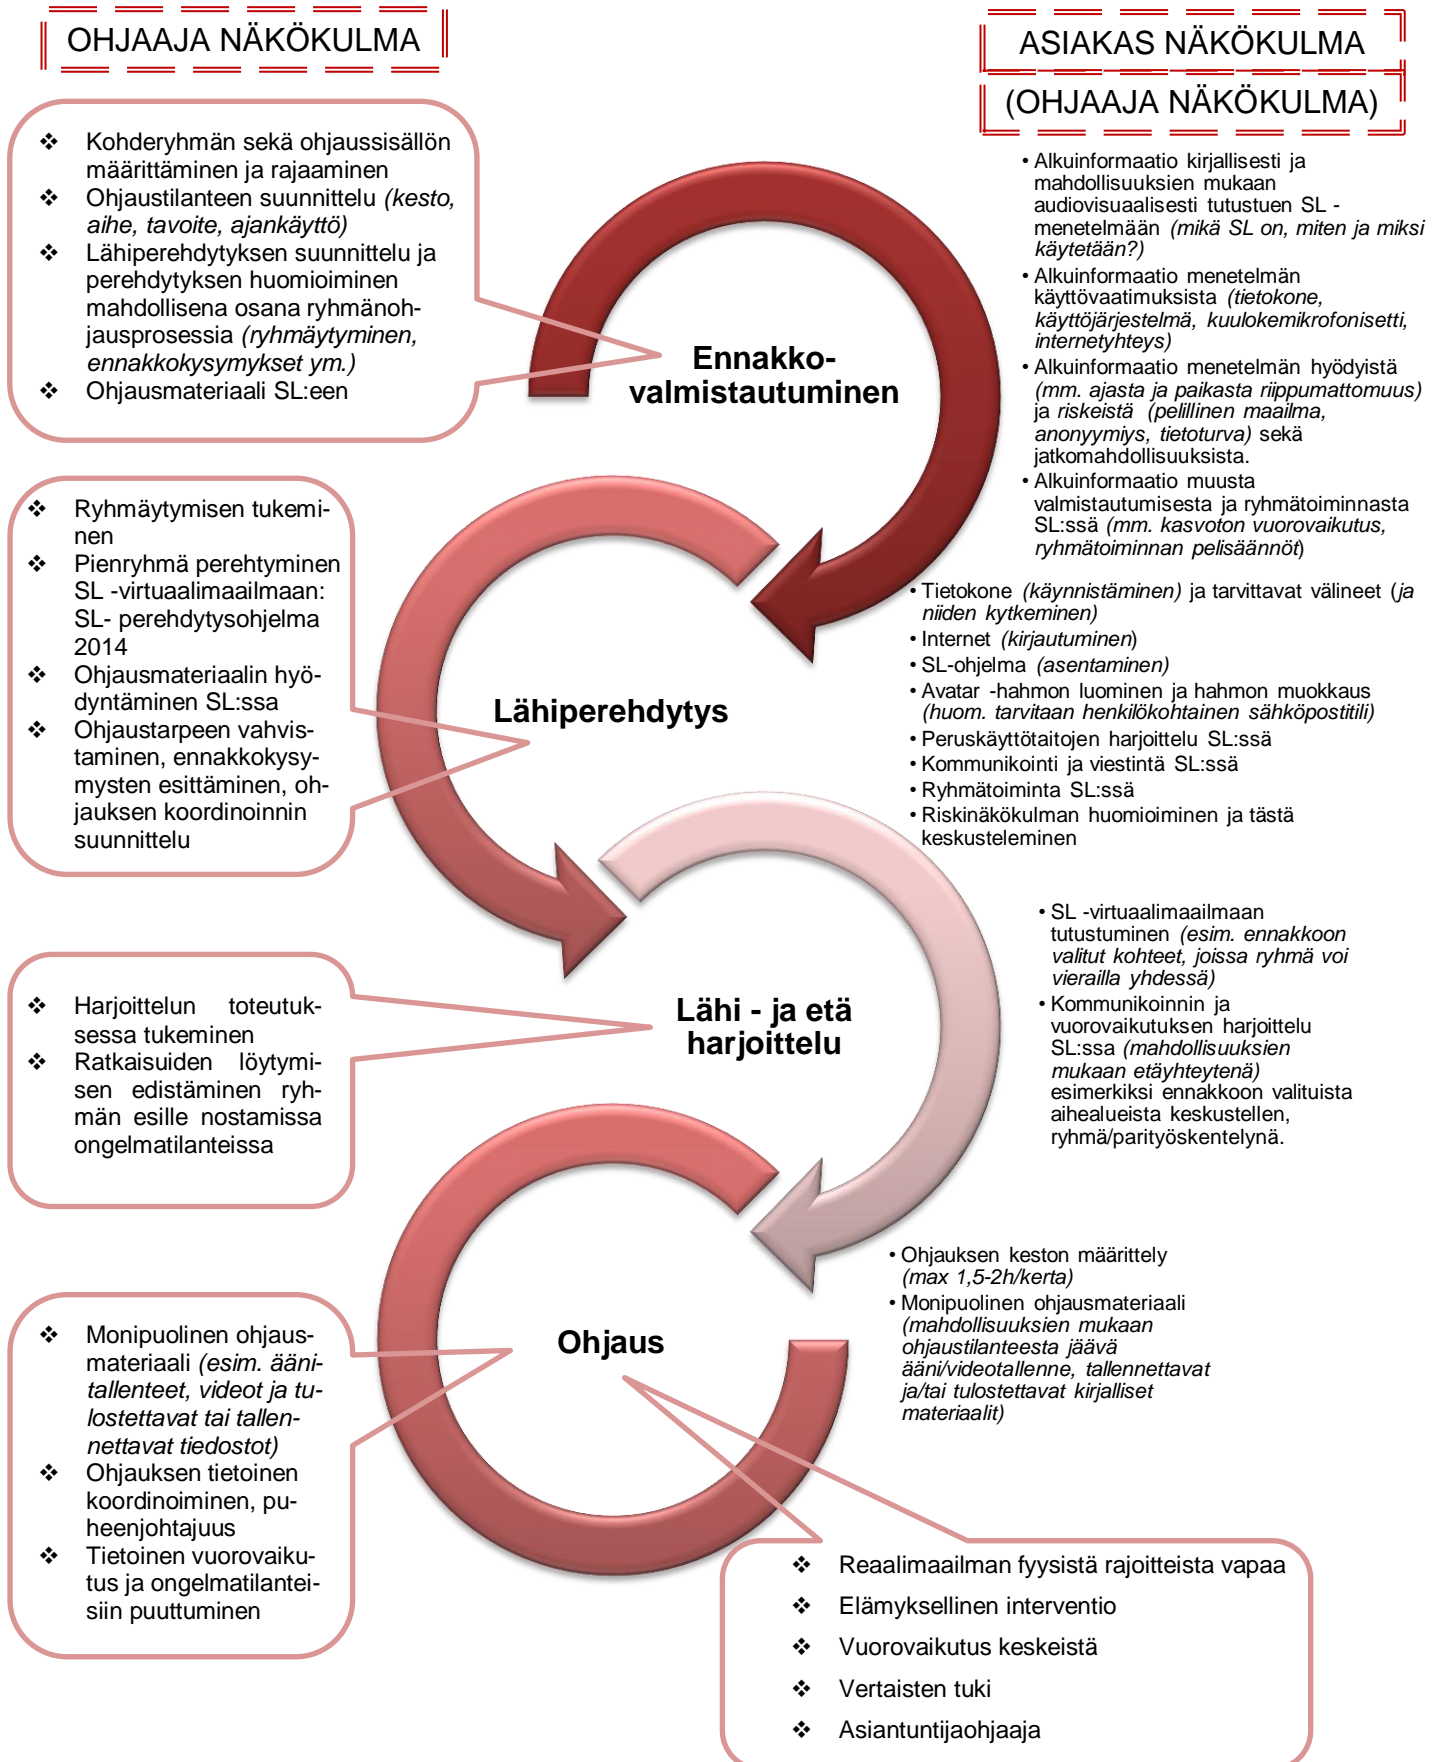 OHJAAJA NÄKÖKULMA
ASIAKAS NÄKÖKULMA
(OHJAAJA NÄKÖKULMA)
❖ Kohderyhmän sekä ohjaussisällön
määrittäminen ja rajaaminen
❖ Ohjaustilanteen suunnittelu (kesto,
aihe, tavoite, ajankäyttö)
❖ Lähiperehdytyksen suunnittelu ja
perehdytyksen huomioiminen
mahdollisena osana ryhmänoh-
jausprosessia (ryhmäytyminen,
ennakkokysymykset ym.)
❖ Ohjausmateriaali SL:een
Ennakko-
valmistautuminen
• Alkuinformaatio kirjallisesti ja
mahdollisuuksien mukaan
audiovisuaalisesti tutustuen SL -
menetelmään (mikä SL on, miten ja miksi
käytetään?)
• Alkuinformaatio menetelmän
käyttövaatimuksista (tietokone,
käyttöjärjestelmä, kuulokemikrofonisetti,
internetyhteys)
• Alkuinformaatio menetelmän hyödyistä
(mm. ajasta ja paikasta riippumattomuus)
ja riskeistä (pelillinen maailma,
anonyymiys, tietoturva) sekä
jatkomahdollisuuksista.
• Alkuinformaatio muusta
valmistautumisesta ja ryhmätoiminnasta
SL:ssä (mm. kasvoton vuorovaikutus,
ryhmätoiminnan pelisäännöt)
❖ Ryhmäytymisen tukemi-
nen
❖ Pienryhmä perehtyminen
SL -virtuaalimaailmaan:
SL- perehdytysohjelma
2014
❖ Ohjausmateriaalin hyö-
dyntäminen SL:ssa
❖ Ohjaustarpeen vahvis-
taminen, ennakkokysy-
mysten esittäminen, oh-
jauksen koordinoinnin
suunnittelu
Lähiperehdytys
• Tietokone (käynnistäminen) ja tarvittavat välineet (ja
niiden kytkeminen)
• Internet (kirjautuminen)
• SL-ohjelma (asentaminen)
• Avatar -hahmon luominen ja hahmon muokkaus
(huom. tarvitaan henkilökohtainen sähköpostitili)
• Peruskäyttötaitojen harjoittelu SL:ssä
• Kommunikointi ja viestintä SL:ssä
• Ryhmätoiminta SL:ssä
• Riskinäkökulman huomioiminen ja tästä
keskusteleminen
❖ Harjoittelun toteutuk-
sessa tukeminen
❖ Ratkaisuiden löytymi-
sen edistäminen ryh-
män esille nostamissa
ongelmatilanteissa
Lähi - ja etä
harjoittelu
• SL -virtuaalimaailmaan
tutustuminen (esim. ennakkoon
valitut kohteet, joissa ryhmä voi
vierailla yhdessä)
• Kommunikoinnin ja
vuorovaikutuksen harjoittelu
SL:ssa (mahdollisuuksien
mukaan etäyhteytenä)
esimerkiksi ennakkoon valituista
aihealueista keskustellen,
ryhmä/parityöskentelynä.
❖ Monipuolinen ohjaus-
materiaali (esim. ääni-
tallenteet, videot ja tu-
lostettavat tai tallen-
nettavat tiedostot)
❖ Ohjauksen tietoinen
koordinoiminen, pu-
heenjohtajuus
❖ Tietoinen vuorovaiku-
tus ja ongelmatilantei-
siin puuttuminen
Ohjaus
• Ohjauksen keston määrittely
(max 1,5-2h/kerta)
• Monipuolinen ohjausmateriaali
(mahdollisuuksien mukaan
ohjaustilanteesta jäävä
ääni/videotallenne, tallennettavat
ja/tai tulostettavat kirjalliset
materiaalit)
❖ Reaalimaailman fyysistä rajoitteista vapaa
❖ Elämyksellinen interventio
❖ Vuorovaikutus keskeistä
❖ Vertaisten tuki
❖ Asiantuntijaohjaaja